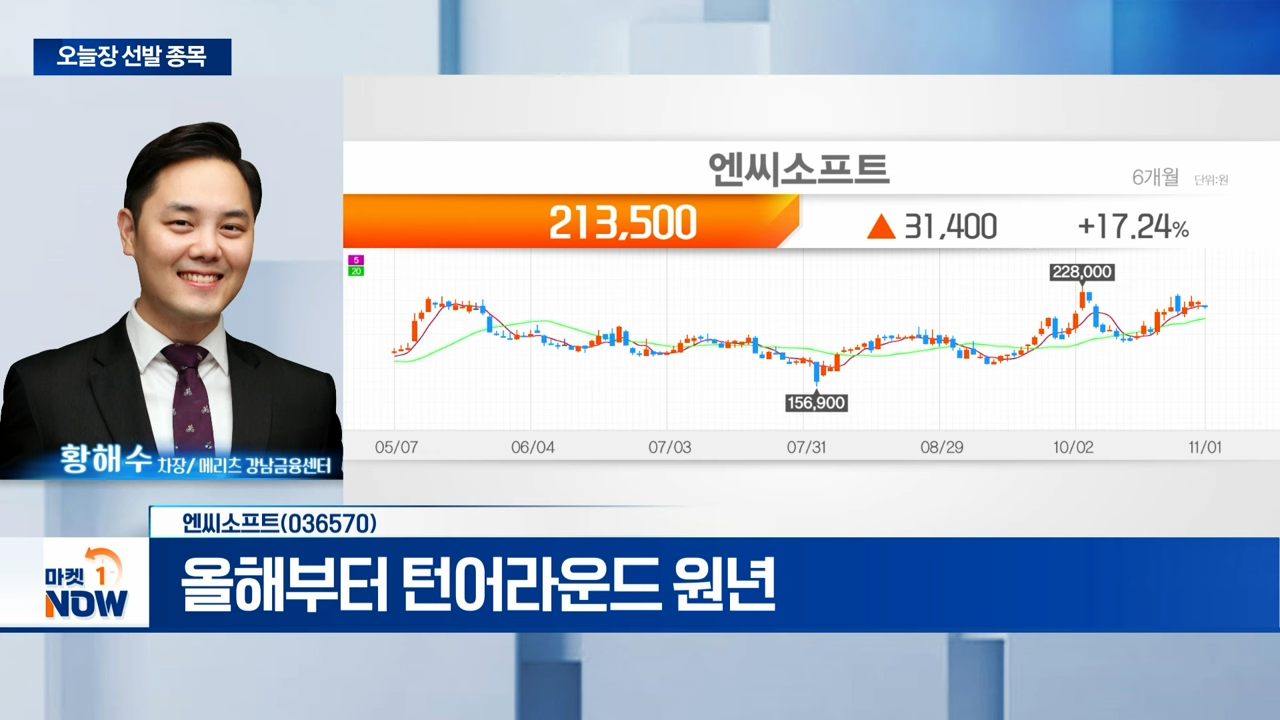 오늘장 선발 종목
엔씨소프트
6개월 단위:원
213,500 ▲ 31,400 +17.24%
5
20
228,000
156,900
05/07 06/04 07/03 07/31 08/29 10/02 11/01
황해수 차장/ 메리츠 강남금융센터
엔씨소프트(036570)
마켓 1
NOW
올해부터 턴어라운드 원년